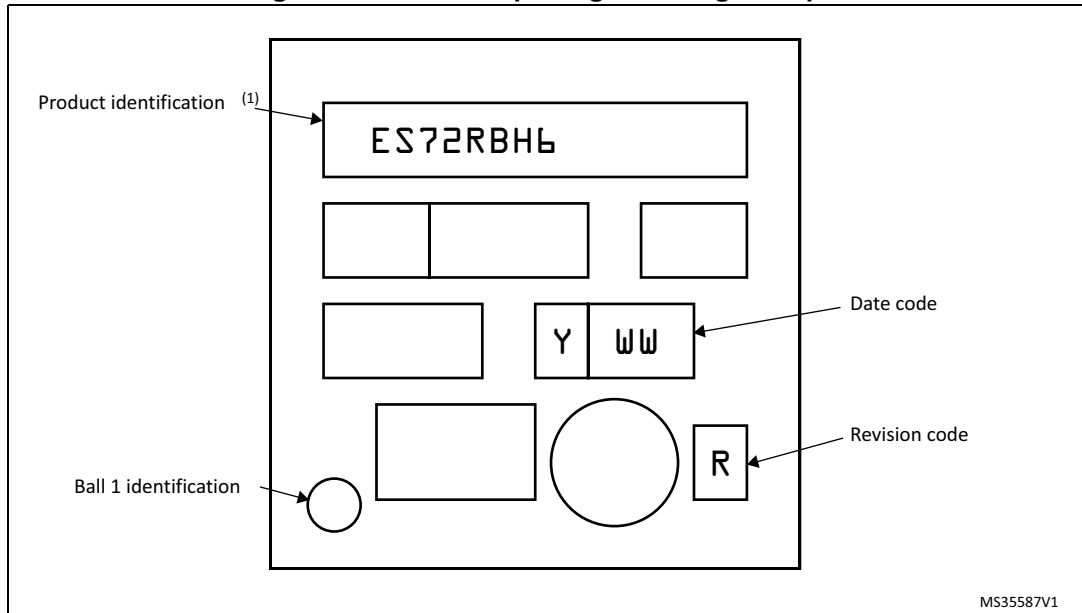 Product identification (1)
ES72RBH6
Date code
Y WW
Revision code
R
Ball 1 identification
MS35587V1